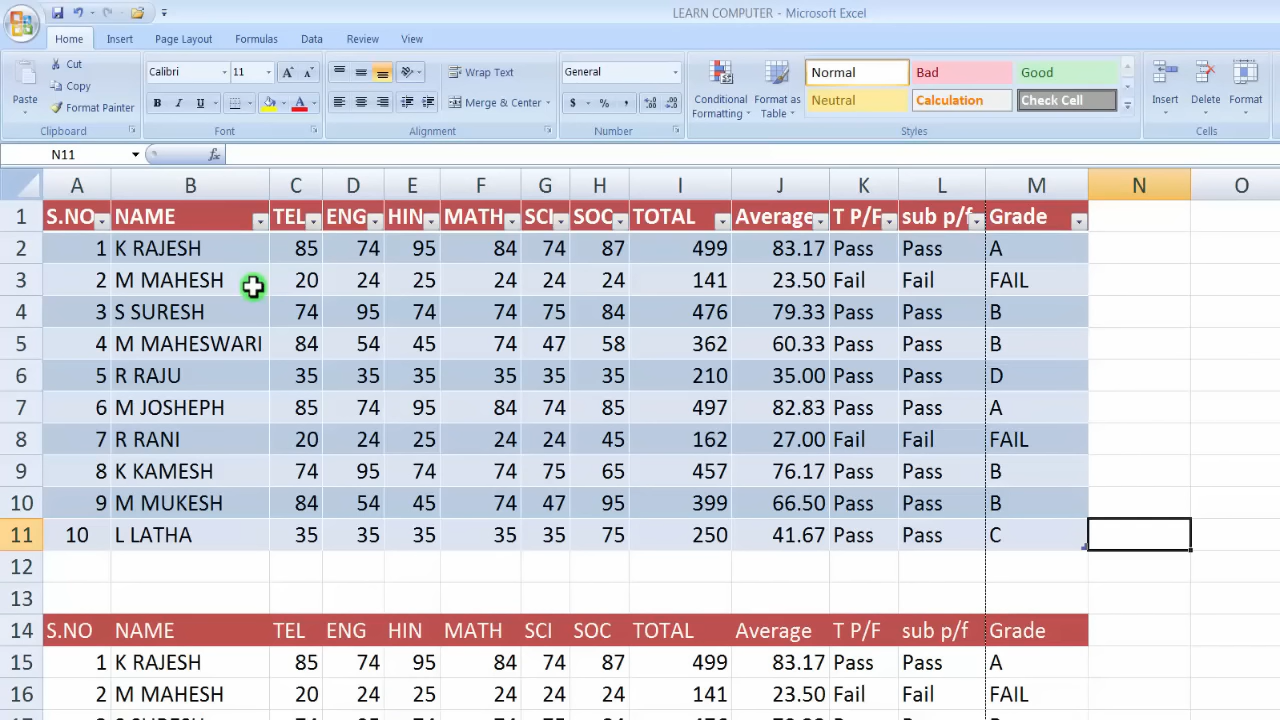 LEARN COMPUTER - Microsoft Excel
Home Insert Page Layout Formulas Data Review View
Paste Cut Copy Format Painter Clipboard
Calibri 11 A A B I U A Font
Wrap Text Merge & Center Alignment
General $ % , Number
Conditional Formatting Format as Table Normal Bad Good Neutral Calculation Check Cell Styles
Insert Delete Format Cells
N11 fx
A B C D E F G H I J K L M N O
1 S.NO NAME TEL ENG HIN MATH SCI SOC TOTAL Average T P/F sub p/f Grade
2 1 K RAJESH 85 74 95 84 74 87 499 83.17 Pass Pass A
3 2 M MAHESH 20 24 25 24 24 24 141 23.50 Fail Fail FAIL
4 3 S SURESH 74 95 74 74 75 84 476 79.33 Pass Pass B
5 4 M MAHESWARI 84 54 45 74 47 58 362 60.33 Pass Pass B
6 5 R RAJU 35 35 35 35 35 35 210 35.00 Pass Pass D
7 6 M JOSHEPH 85 74 95 84 74 85 497 82.83 Pass Pass A
8 7 R RANI 20 24 25 24 24 45 162 27.00 Fail Fail FAIL
9 8 K KAMESH 74 95 74 74 75 65 457 76.17 Pass Pass B
10 9 M MUKESH 84 54 45 74 47 95 399 66.50 Pass Pass B
11 10 L LATHA 35 35 35 35 35 75 250 41.67 Pass Pass C
12
13
14 S.NO NAME TEL ENG HIN MATH SCI SOC TOTAL Average T P/F sub p/f Grade
15 1 K RAJESH 85 74 95 84 74 87 499 83.17 Pass Pass A
16 2 M MAHESH 20 24 25 24 24 24 141 23.50 Fail Fail FAIL